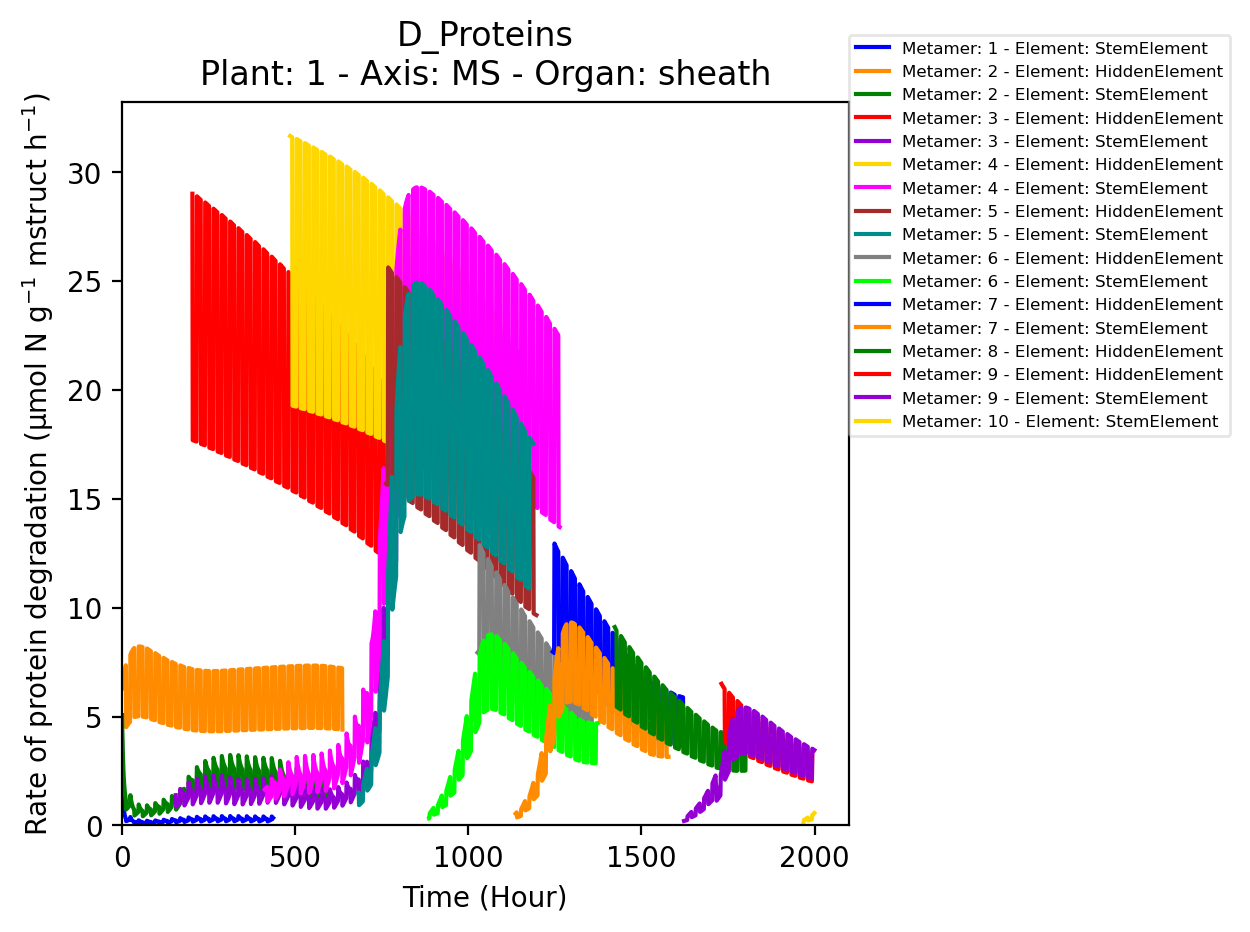 D_Proteins
Plant: 1 - Axis: MS - Organ: sheath
Rate of protein degradation (µmol N g⁻¹ mstruct h⁻¹)
30
25
20
15
10
5
0
0 500 1000 1500 2000
Time (Hour)
Metamer: 1 - Element: StemElement
Metamer: 2 - Element: HiddenElement
Metamer: 2 - Element: StemElement
Metamer: 3 - Element: HiddenElement
Metamer: 3 - Element: StemElement
Metamer: 4 - Element: HiddenElement
Metamer: 4 - Element: StemElement
Metamer: 5 - Element: HiddenElement
Metamer: 5 - Element: StemElement
Metamer: 6 - Element: HiddenElement
Metamer: 6 - Element: StemElement
Metamer: 7 - Element: HiddenElement
Metamer: 7 - Element: StemElement
Metamer: 8 - Element: HiddenElement
Metamer: 9 - Element: HiddenElement
Metamer: 9 - Element: StemElement
Metamer: 10 - Element: StemElement